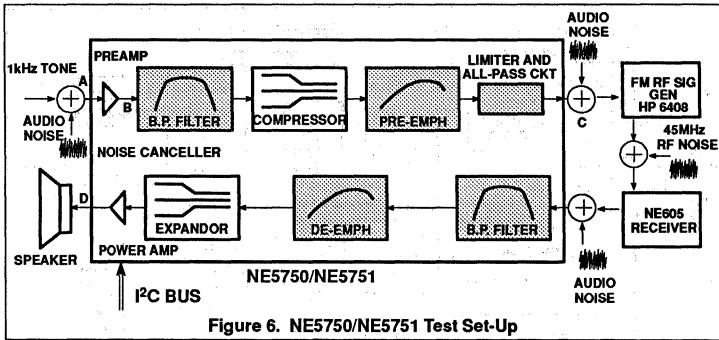 AUDIO
NOISE
PREAMP
LIMITER AND
ALL-PASS CKT
1kHz TONE
A
B
C
FM RF SIG
GEN
HP 6408
B.P. FILTER
COMPRESSOR
PRE-EMPH
AUDIO
NOISE
45MHz
RF NOISE
NOISE CANCELLER
D
EXPANDOR
DE-EMPH
B.P. FILTER
NE605
RECEIVER
SPEAKER
POWER AMP
NE5750/NE5751
AUDIO
NOISE
I²C BUS
Figure 6. NE5750/NE5751 Test Set-Up